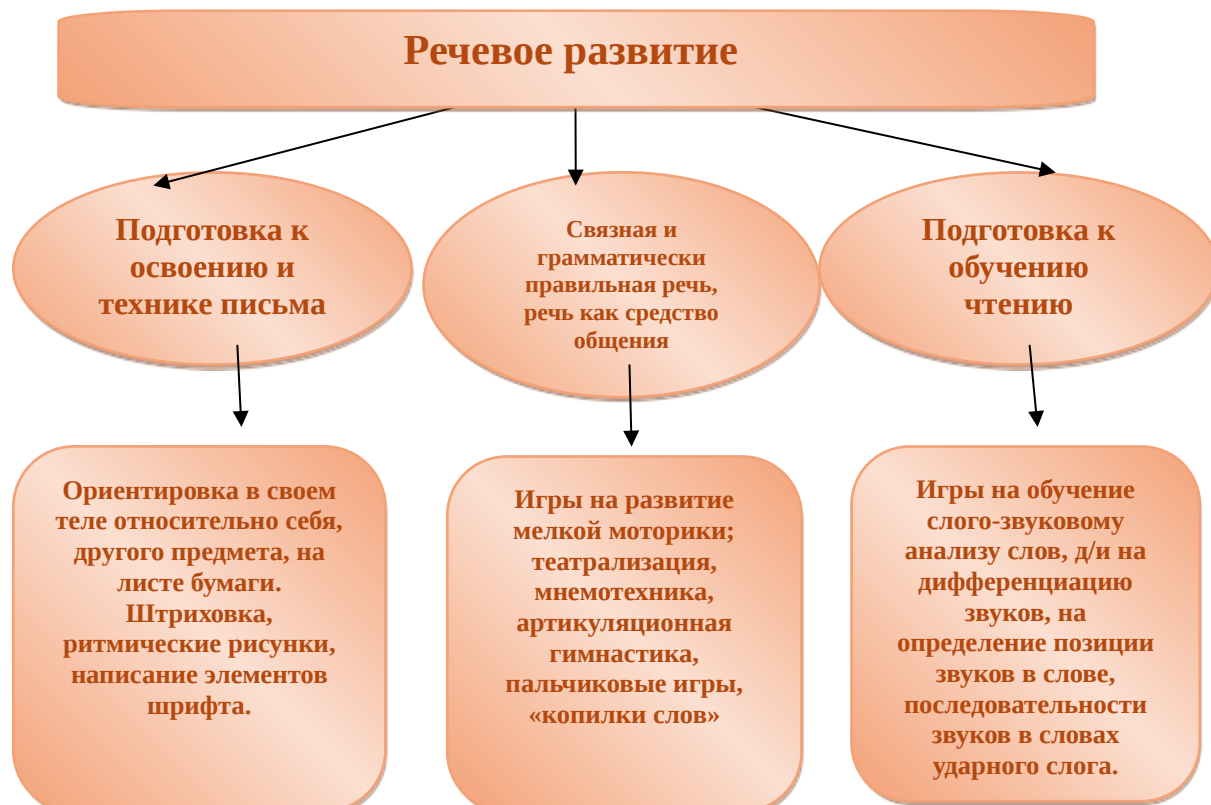 Речевое развитие
Подготовка к
освоению и
технике письма
Связная и
грамматически
правильная речь,
речь как средство
общения
Подготовка к
обучению
чтению
Ориентировка в своем
теле относительно себя,
другого предмета, на
листе бумаги.
Штриховка,
ритмические рисунки,
написание элементов
шрифта.
Игры на развитие
мелкой моторики;
театрализация,
мнемотехника,
артикуляционная
гимнастика,
пальчиковые игры,
«копилки слов»
Игры на обучение
слого-звуковому
анализу слов, д/и на
дифференциацию
звуков, на
определение позиции
звуков в слове,
последовательности
звуков в словах
ударного слога.